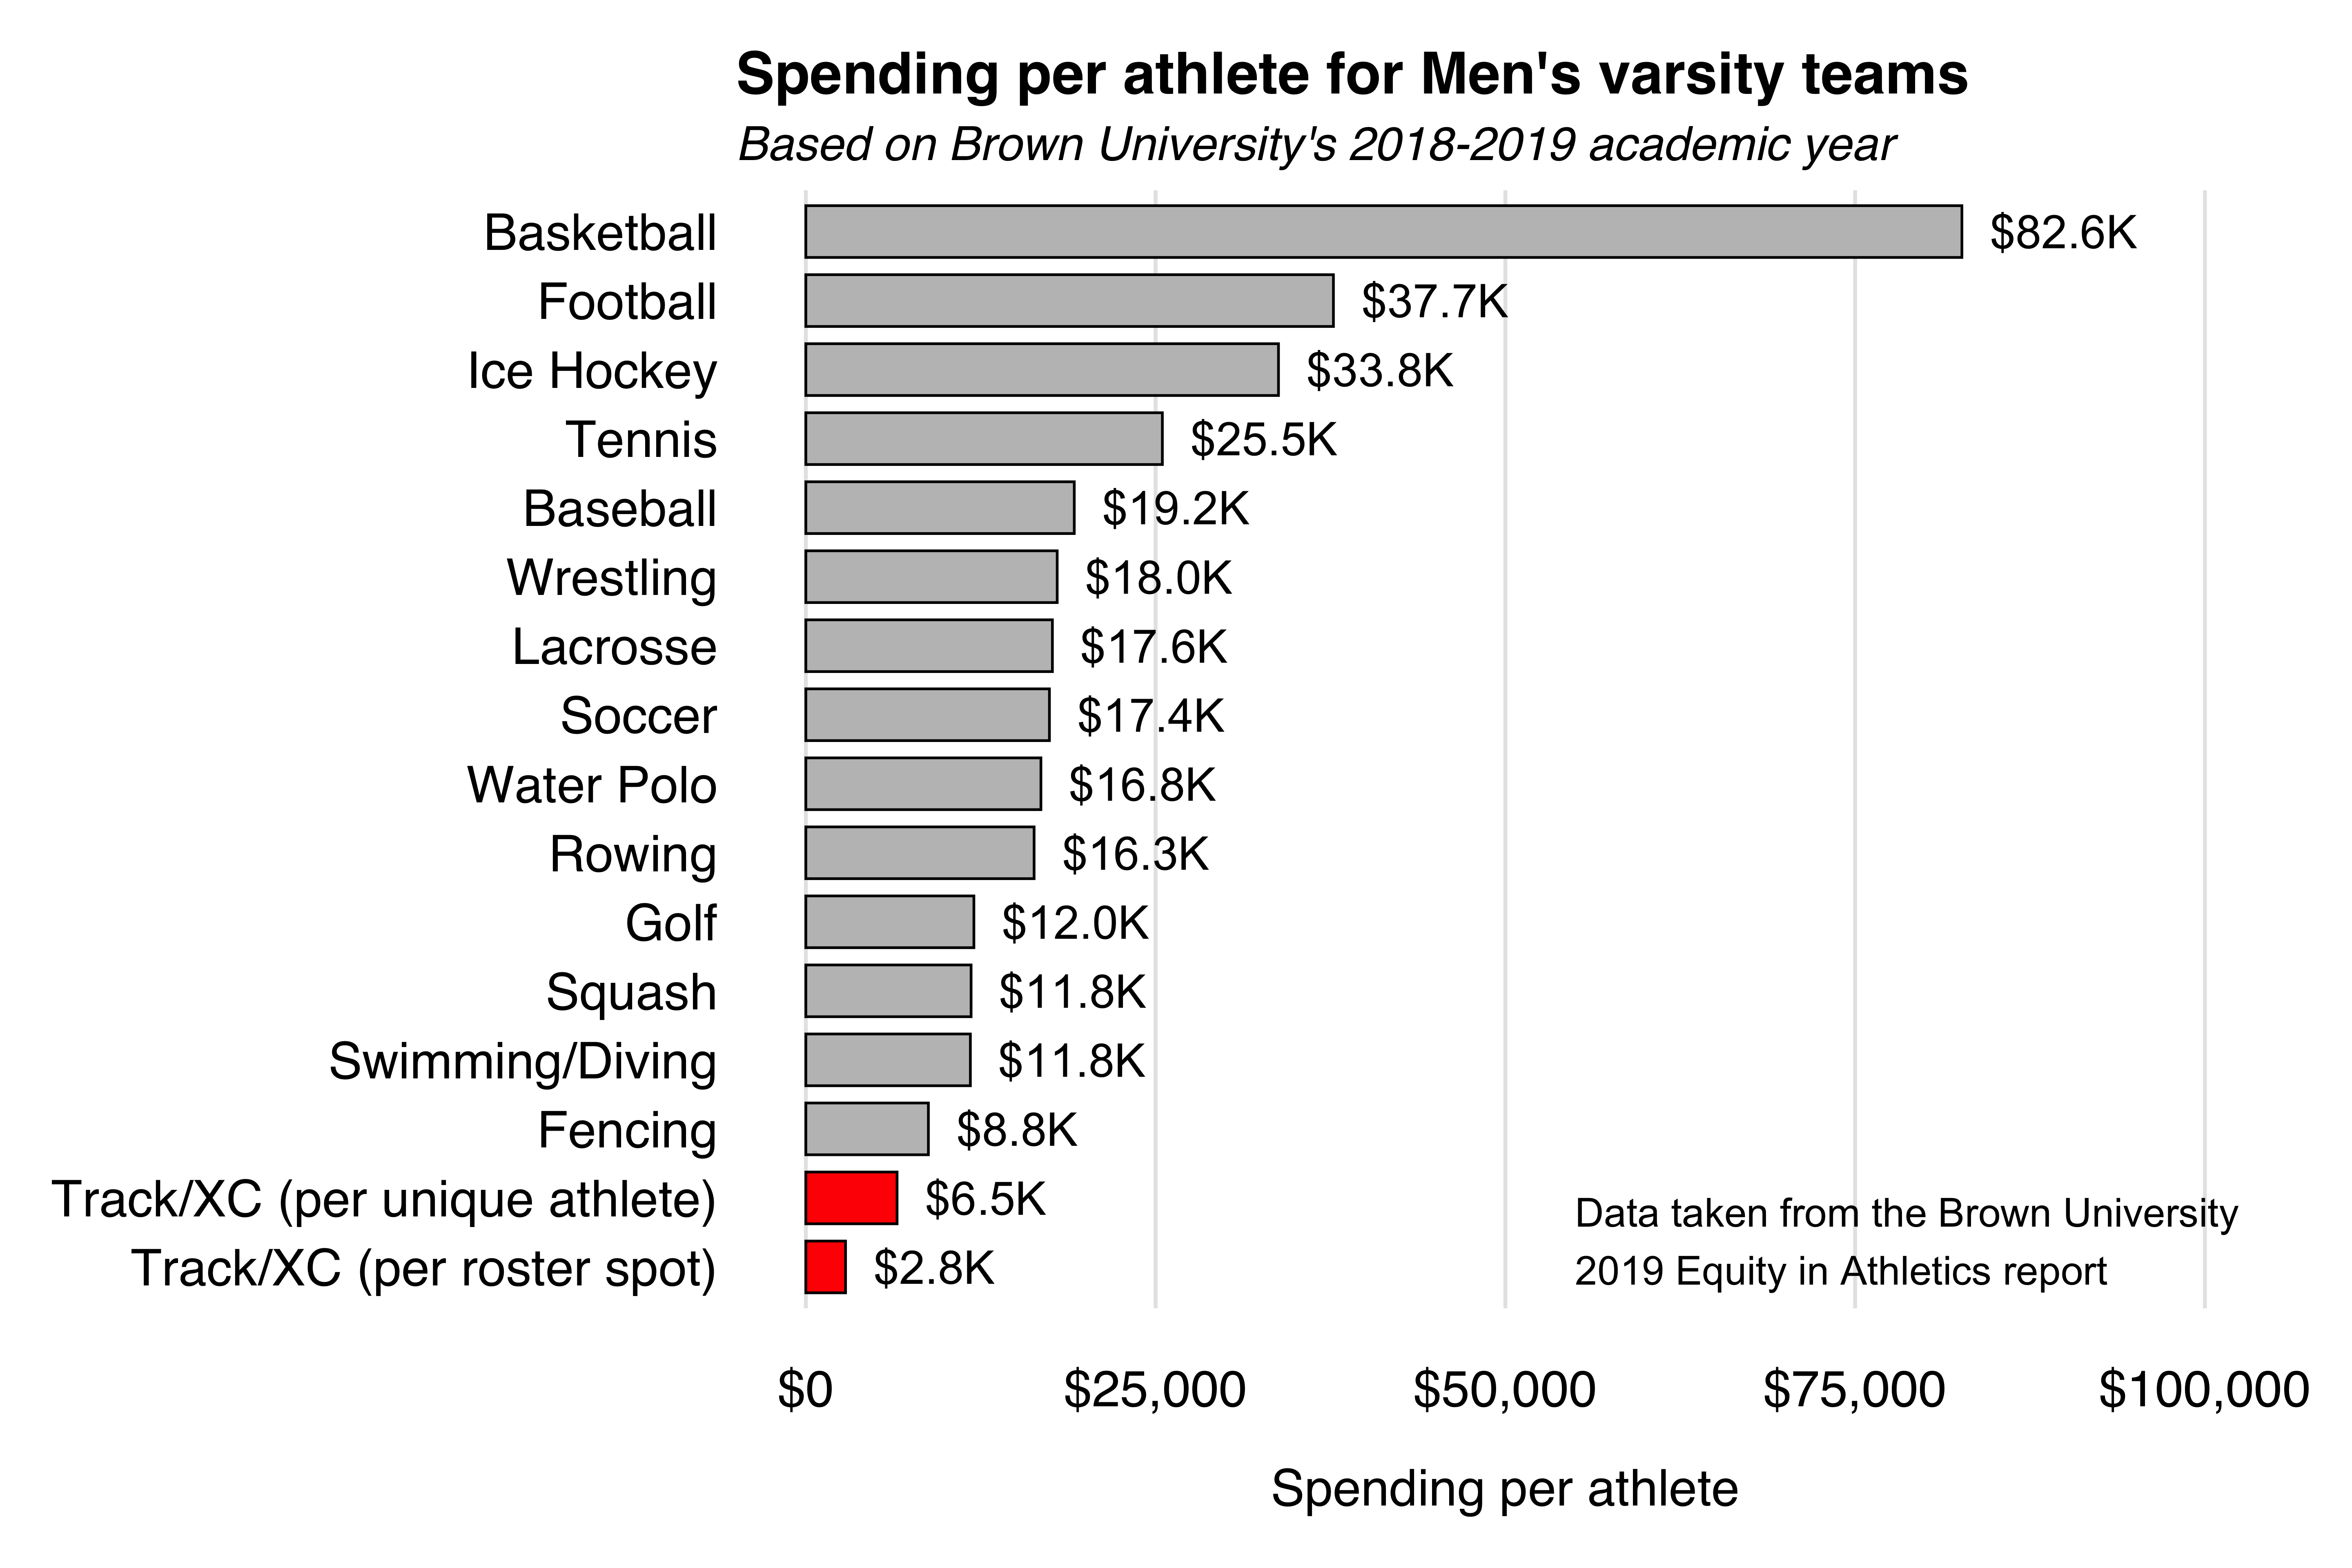 Spending per athlete for Men's varsity teams
Based on Brown University's 2018-2019 academic year
Basketball $82.6K
Football $37.7K
Ice Hockey $33.8K
Tennis $25.5K
Baseball $19.2K
Wrestling $18.0K
Lacrosse $17.6K
Soccer $17.4K
Water Polo $16.8K
Rowing $16.3K
Golf $12.0K
Squash $11.8K
Swimming/Diving $11.8K
Fencing $8.8K
Track/XC (per unique athlete) $6.5K
Track/XC (per roster spot) $2.8K
Data taken from the Brown University
2019 Equity in Athletics report
$0 $25,000 $50,000 $75,000 $100,000
Spending per athlete